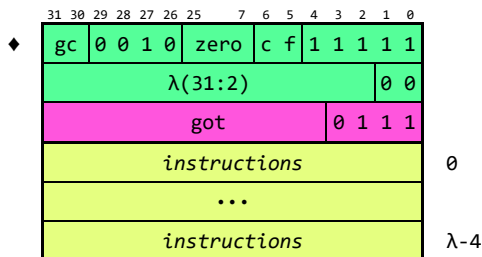 31 30 29 28 27 26 25 7 6 5 4 3 2 1 0
♦ gc 0 0 1 0 zero c f 1 1 1 1 1
λ(31:2) 0 0
got 0 1 1 1
instructions 0
...
instructions λ-4